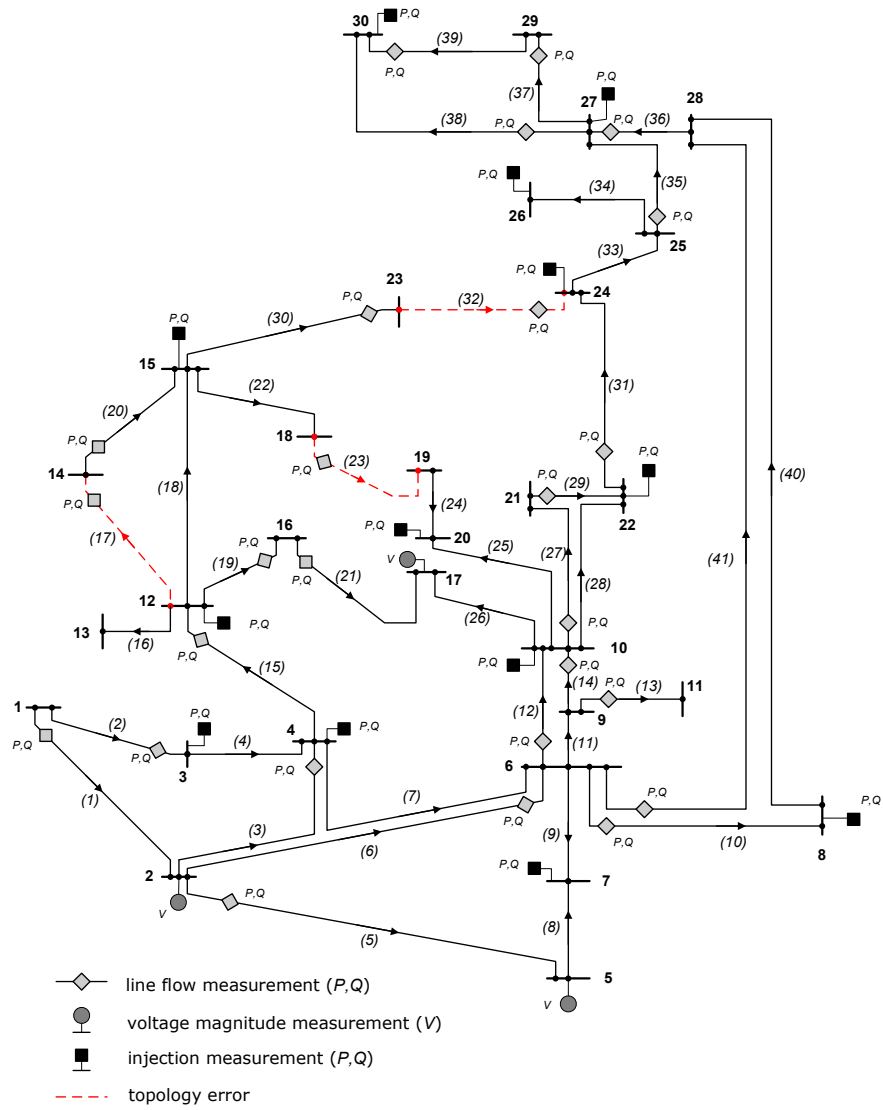 30
P,Q
29
(39)
P,Q
P,Q
P,Q
(37)
27
28
(38)
P,Q
P,Q
(36)
P,Q
(34)
(35)
26
P,Q
25
(33)
P,Q
24
23
P,Q
(32)
(30)
P,Q
P,Q
15
(22)
(31)
(20)
P,Q
18
19
P,Q
(23)
P,Q
P,Q
14
21
P,Q
(29)
22
P,Q
(24)
(40)
(18)
(17)
16
P,Q
20
(25)
(27)
(28)
(41)
(19)
P,Q
P,Q
(21)
V
17
12
P,Q
(26)
P,Q
13
(16)
P,Q
P,Q
10
P,Q
(15)
(14)
P,Q
(13)
11
1
(2)
P,Q
4
P,Q
(12)
9
P,Q
P,Q
3
(4)
P,Q
P,Q
6
(11)
(1)
(7)
P,Q
(3)
(6)
P,Q
(9)
P,Q
(10)
P,Q
8
2
P,Q
P,Q
7
V
(5)
(8)
5
V
line flow measurement (P,Q)
voltage magnitude measurement (V)
injection measurement (P,Q)
topology error